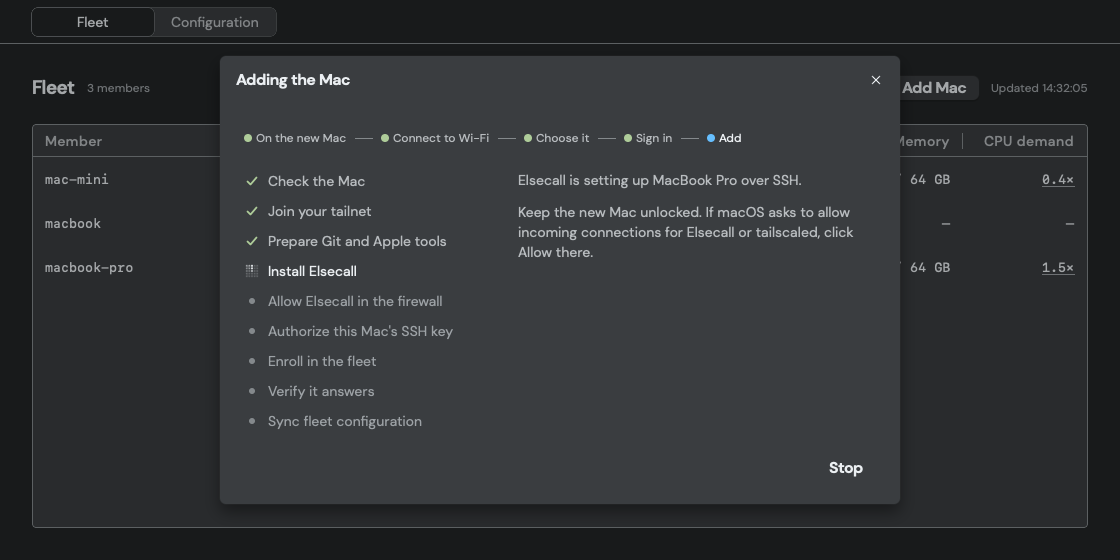 Fleet Configuration
Fleet 3 members Add Mac Updated 14:32:05
Adding the Mac
On the new Mac Connect to Wi-Fi Choose it Sign in Add
Member Memory CPU demand
mac-mini 64 GB 0.4×
macbook — —
macbook-pro 64 GB 1.5×
Check the Mac
Join your tailnet
Prepare Git and Apple tools
Install Elsecall
Allow Elsecall in the firewall
Authorize this Mac's SSH key
Enroll in the fleet
Verify it answers
Sync fleet configuration
Elsecall is setting up MacBook Pro over SSH.
Keep the new Mac unlocked. If macOS asks to allow
incoming connections for Elsecall or tailscaled, click
Allow there.
Stop